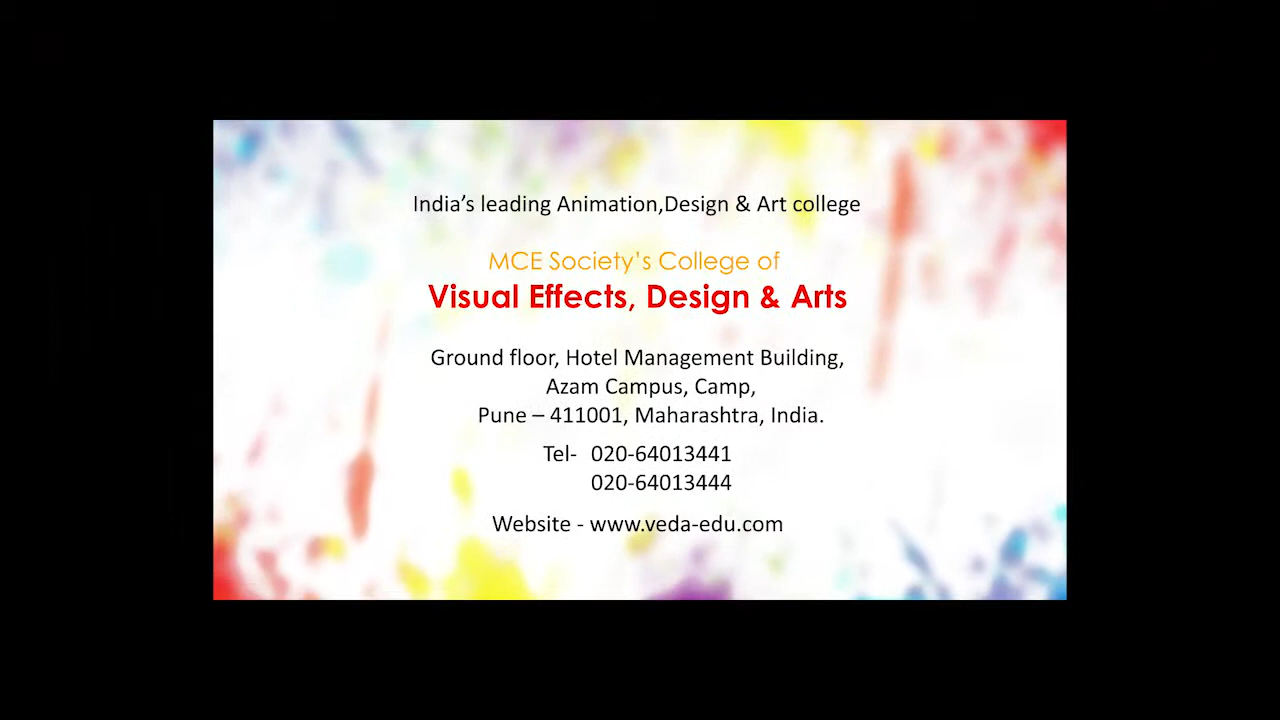 India’s leading Animation,Design & Art college
MCE Society’s College of
Visual Effects, Design & Arts
Ground floor, Hotel Management Building,
Azam Campus, Camp,
Pune – 411001, Maharashtra, India.
Tel- 020-64013441
020-64013444
Website - www.veda-edu.com